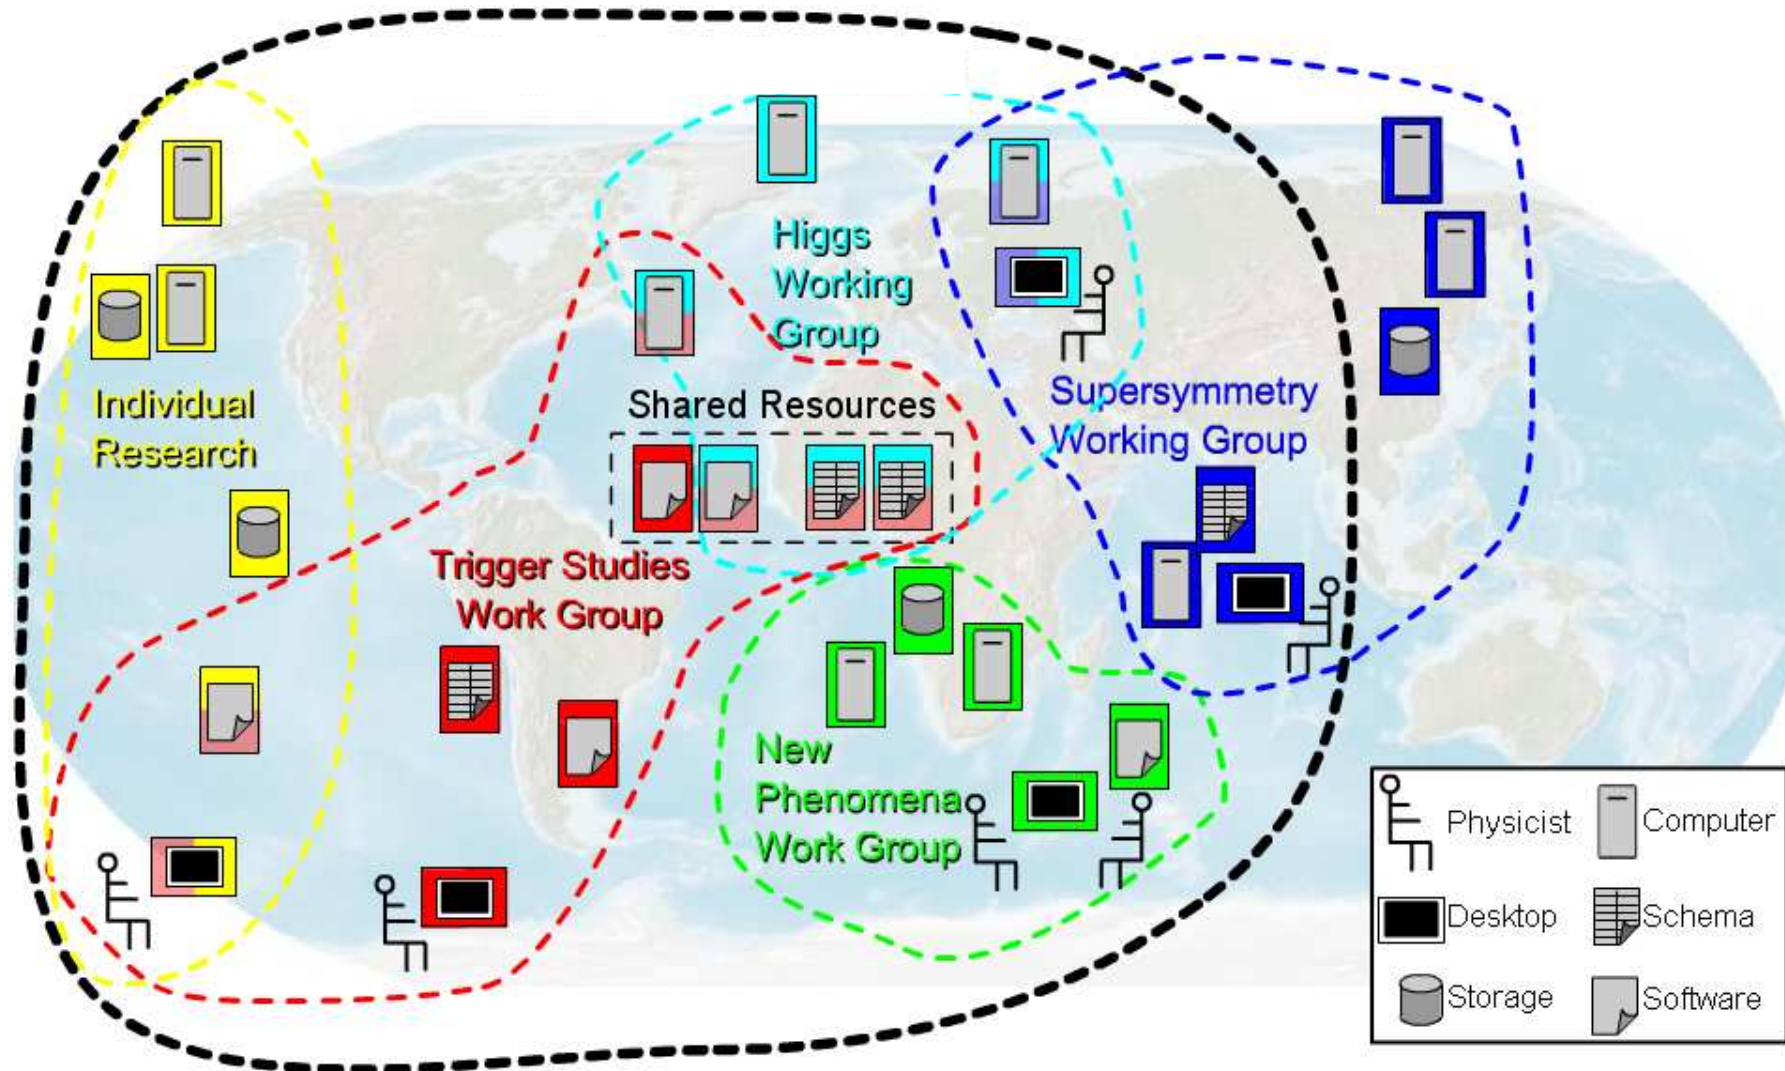 Higgs
Working
Group
Individual
Research
Shared Resources
Supersymmetry
Working Group
Trigger Studies
Work Group
New
Phenomena
Work Group
Physicist
Computer
Desktop
Schema
Storage
Software